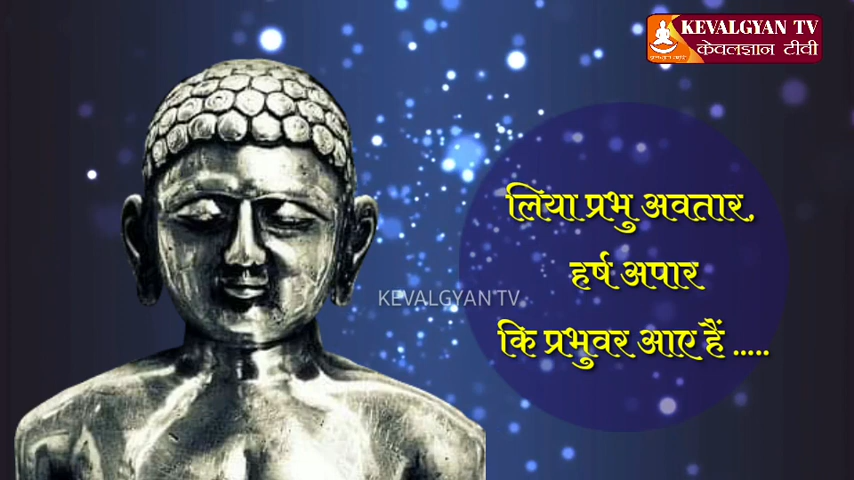 KEVALGYAN TV
केवलज्ञान टीवी
लिया प्रभु अवतार,
हर्ष अपार
KEVALGYAN TV
कि प्रभुवर आए हैं .....